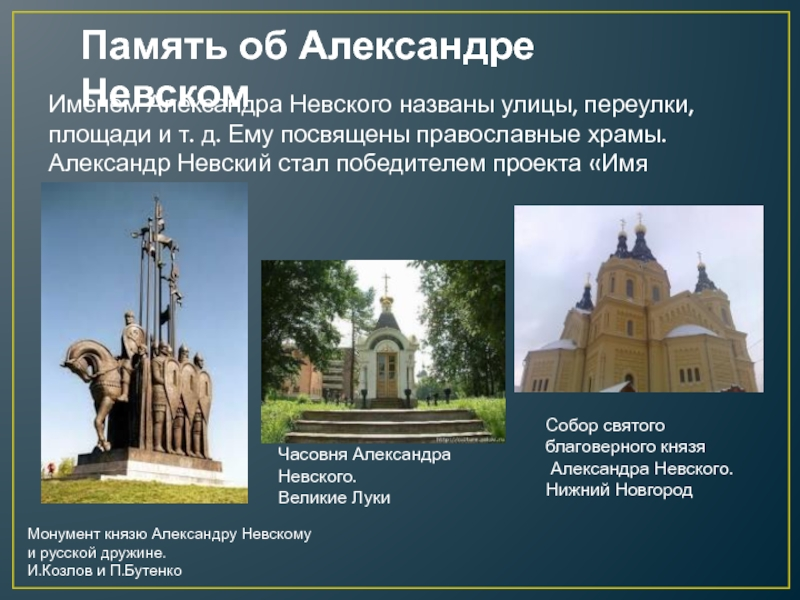 Память об Александре
Невском
Именем Александра Невского названы улицы, переулки,
площади и т. д. Ему посвящены православные храмы.
Александр Невский стал победителем проекта «Имя
Часовня Александра
Невского.
Великие Луки
Собор святого
благоверного князя
Александра Невского.
Нижний Новгород
Монумент князю Александру Невскому
и русской дружине.
И.Козлов и П.Бутенко